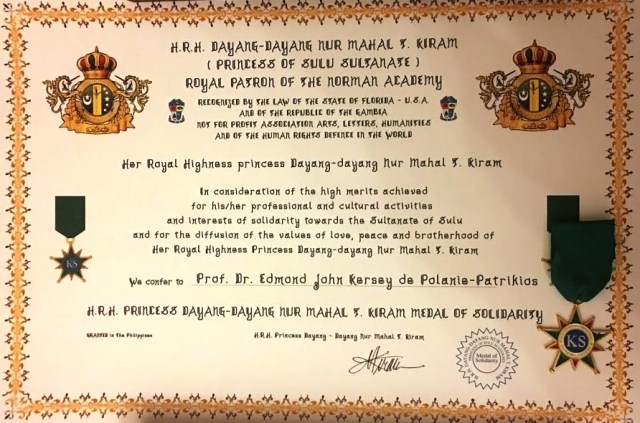 H.R.H. DAYANG-DAYANG NUR MAHAL T. KIRAM
( PRINCESS OF SULU SULTANATE )
ROYAL PATRON OF THE NORMAN ACADEMY
RECOGNIZED BY THE LAW OF THE STATE OF FLORIDA - U.S.A
AND OF THE REPUBLIC OF THE GAMBIA
NOT FOR PROFIT ASSOCIATION ARTS, LETTERS, HUMANITIES
AND OF THE HUMAN RIGHTS DEFENCE IN THE WORLD
Her Royal Highness princess Dayang-dayang Nur Mahal T. Kiram
In consideration of the high merits achieved
for his/her professional and cultural activities
and interests of solidarity towards the Sultanate of Sulu
and for the diffusion of the values of love, peace and brotherhood of
Her Royal Highness Princess Dayang-dayang Nur Mahal T. Kiram
We confer to Prof. Dr. Edmond John Kersey de Polanie-Patrikios
H.R.H. PRINCESS DAYANG-DAYANG NUR MAHAL T. KIRAM MEDAL OF SOLIDARITY
GRANTED in The Philippines
H.R.H. Princess Dayang - Dayang Nur Mahal T. Kiram
Medal of
Solidarity
KS
KS